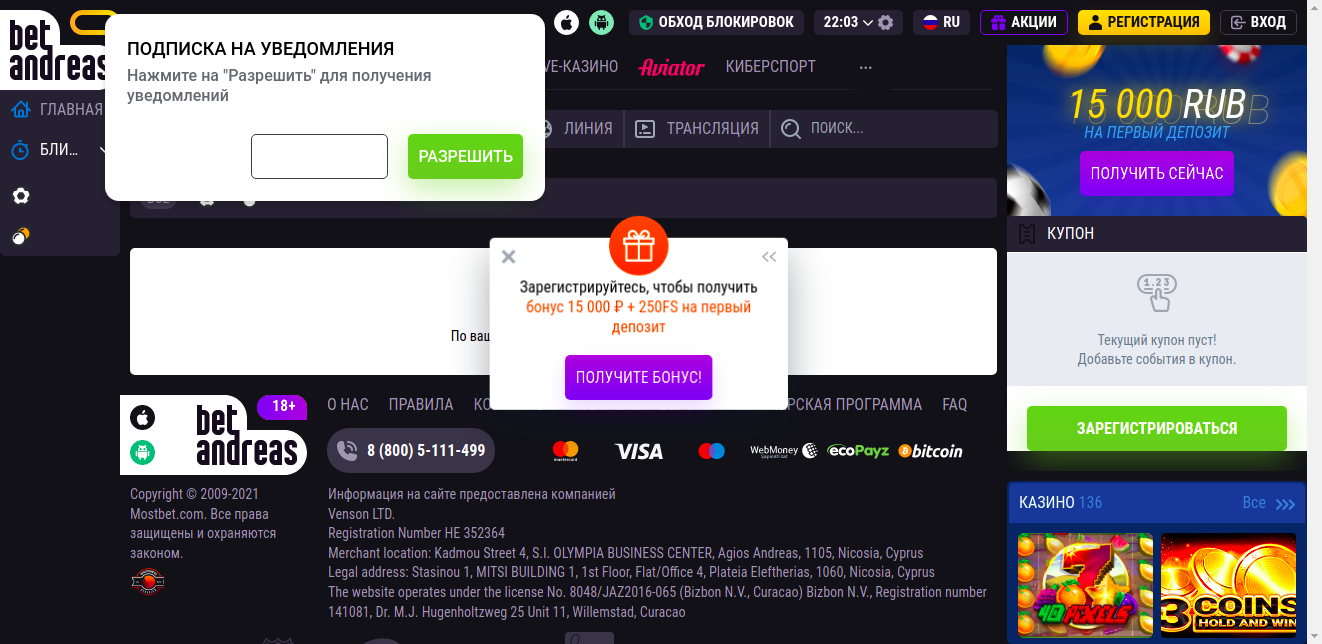 bet
andreas
ПОДПИСКА НА УВЕДОМЛЕНИЯ
Нажмите на "Разрешить" для получения
уведомлений
РАЗРЕШИТЬ
ОБХОД БЛОКИРОВОК
22:03
RU
АКЦИИ
РЕГИСТРАЦИЯ
ВХОД
VE-КАЗИНО
Aviator
КИБЕРСПОРТ
...
ГЛАВНАЯ
БЛИ...
ЛИНИЯ
ТРАНСЛЯЦИЯ
ПОИСК...
15 000 RUB
НА ПЕРВЫЙ ДЕПОЗИТ
ПОЛУЧИТЬ СЕЙЧАС
КУПОН
1.23
Текущий купон пуст!
Добавьте события в купон.
ЗАРЕГИСТРИРОВАТЬСЯ
Зарегистрируйтесь, чтобы получить
бонус 15 000 ₽ + 250FS на первый
депозит
ПОЛУЧИТЕ БОНУС!
По ваш
bet
andreas
18+
О НАС
ПРАВИЛА
КО
РСКАЯ ПРОГРАММА
FAQ
8 (800) 5-111-499
mastercard
VISA
WebMoney
ecoPayz
bitcoin
Copyright © 2009-2021
Mostbet.com. Все права
защищены и охраняются
законом.
Информация на сайте предоставлена компанией
Venson LTD.
Registration Number HE 352364
Merchant location: Kadmou Street 4, S.I. OLYMPIA BUSINESS CENTER, Agios Andreas, 1105, Nicosia, Cyprus
Legal address: Stasinou 1, MITSI BUILDING 1, 1st Floor, Flat/Office 4, Plateia Eleftherias, 1060, Nicosia, Cyprus
The website operates under the license No. 8048/JAZ2016-065 (Bizbon N.V., Curacao) Bizbon N.V., Registration number
141081, Dr. M.J. Hugenholtzweg 25 Unit 11, Willemstad, Curacao
КАЗИНО 136
Все
7
40 PIXELS
3 COINS
HOLD AND WIN